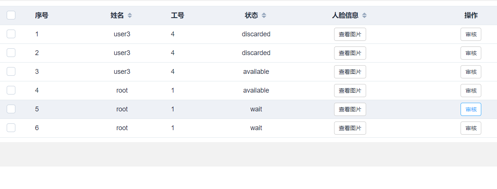 序号 姓名 工号 状态 人脸信息 操作
1 user3 4 discarded 查看图片 审核
2 user3 4 discarded 查看图片 审核
3 user3 4 available 查看图片 审核
4 root 1 available 查看图片 审核
5 root 1 wait 查看图片 审核
6 root 1 wait 查看图片 审核